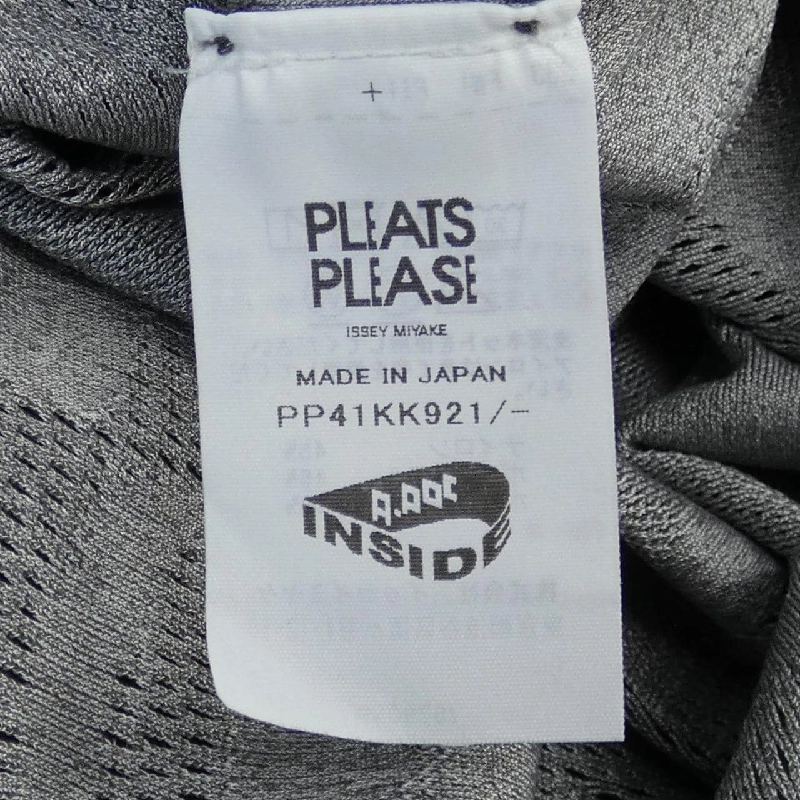 PLEATS
PLEASE
ISSEY MIYAKE
MADE IN JAPAN
PP41KK921/-
A.POC
INSIDE